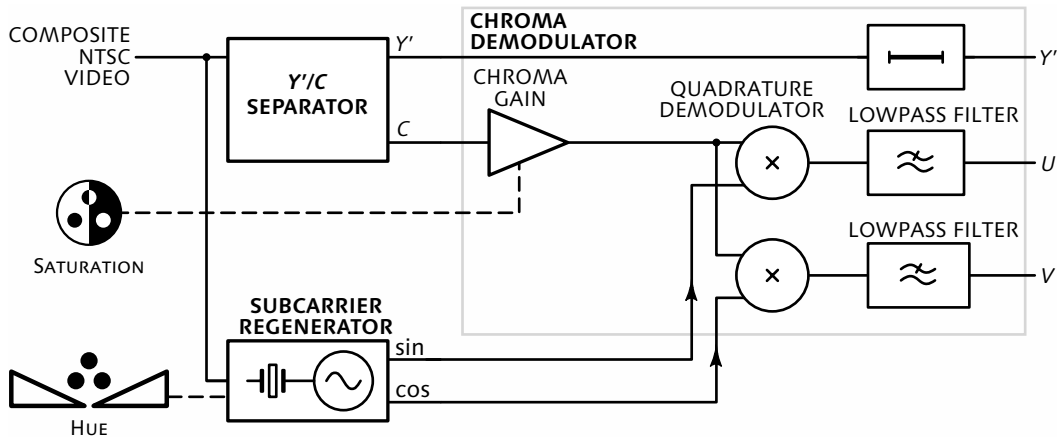 COMPOSITE
NTSC
VIDEO
Y'/C
SEPARATOR
Y'
C
CHROMA
DEMODULATOR
CHROMA
GAIN
QUADRATURE
DEMODULATOR
Y'
LOWPASS FILTER
U
LOWPASS FILTER
V
SATURATION
SUBCARRIER
REGENERATOR
sin
cos
HUE